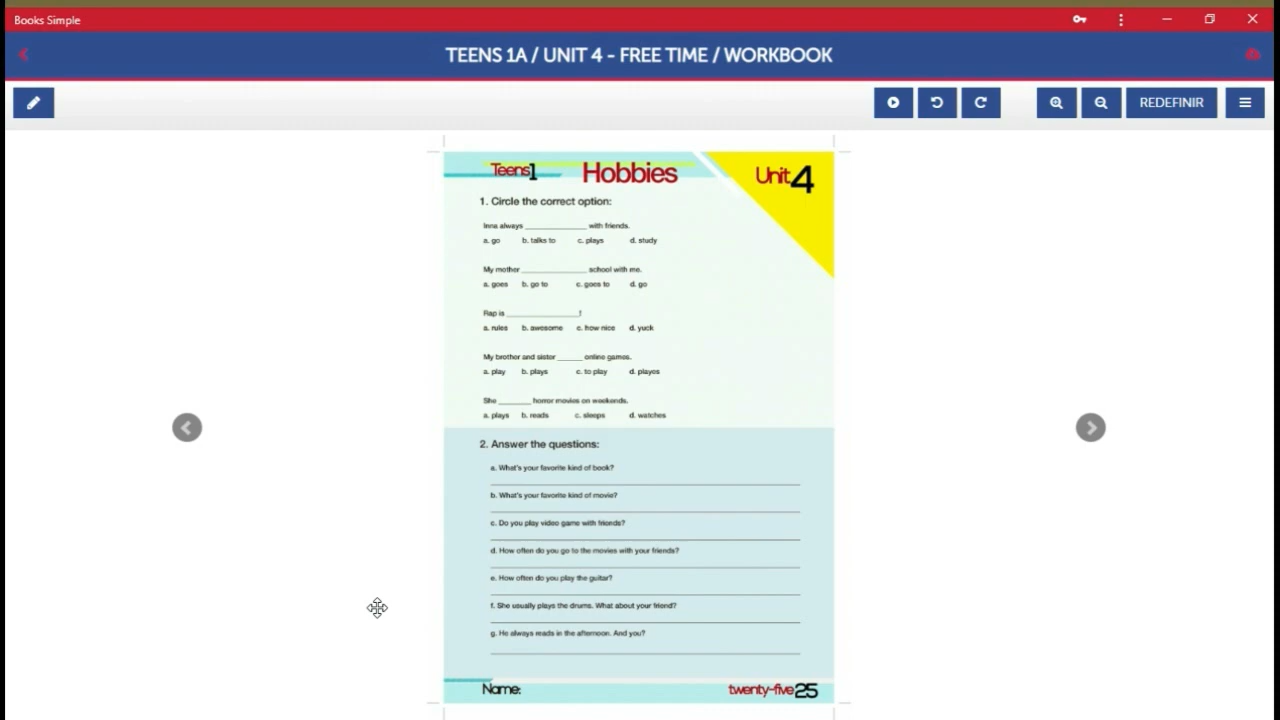 Books Simple
TEENS 1A / UNIT 4 - FREE TIME / WORKBOOK
REDEFINIR
Teens1 Hobbies Unit4
1. Circle the correct option:
Inna always ____________ with friends.
a. go b. talks to c. plays d. study
My mother ____________ school with me.
a. goes b. go to c. goes to d. go
Rap is ______________!
a. rules b. awesome c. how nice d. yuck
My brother and sister _____ online games.
a. play b. plays c. to play d. playes
She ______ horror movies on weekends.
a. plays b. reads c. sleeps d. watches
2. Answer the questions:
a. What's your favorite kind of book?
b. What's your favorite kind of movie?
c. Do you play video game with friends?
d. How often do you go to the movies with your friends?
e. How often do you play the guitar?
f. She usually plays the drums. What about your friend?
g. He always reads in the afternoon. And you?
Name: twenty-five 25